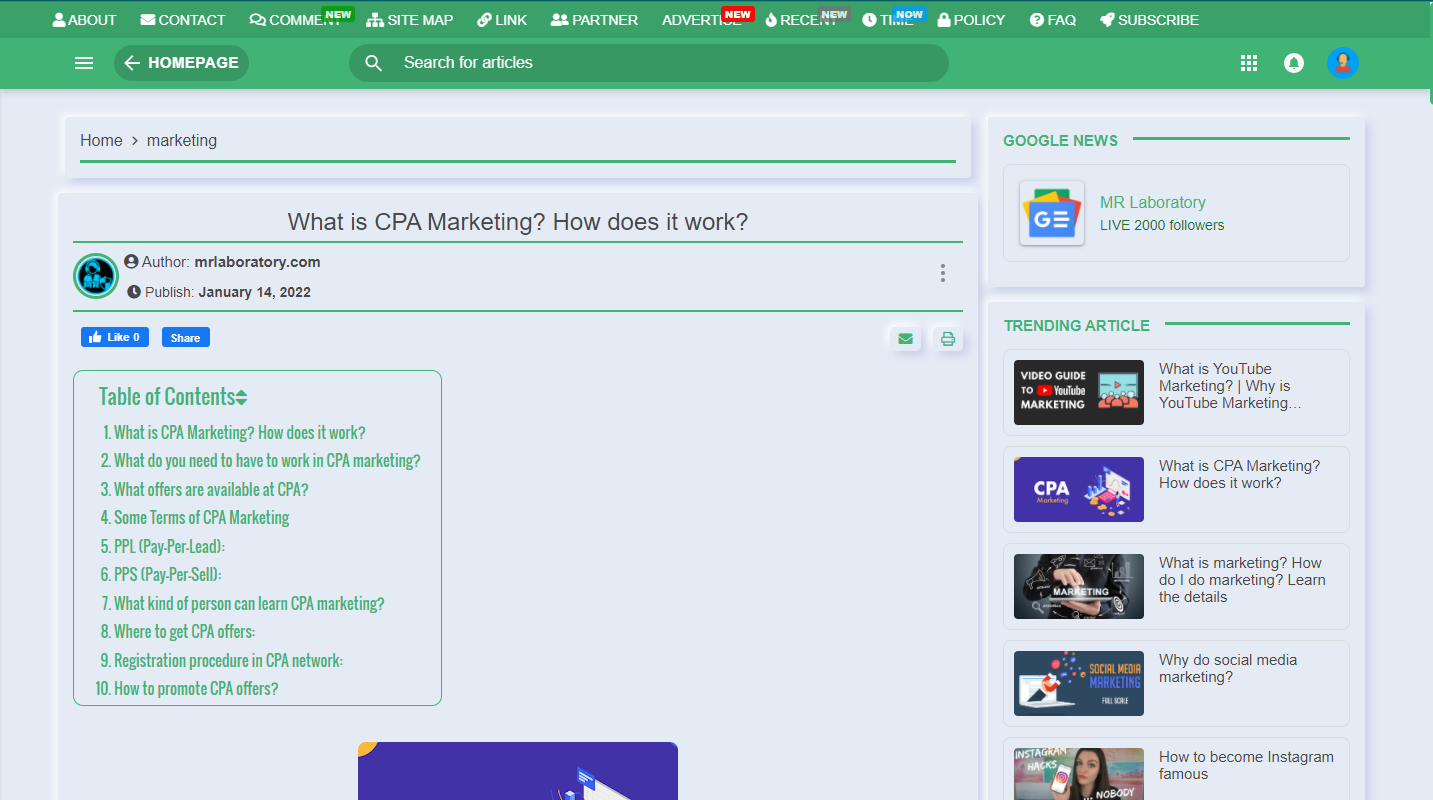 ABOUT CONTACT COMMENT NEW SITE MAP LINK PARTNER ADVERTISE NEW RECENT NEW TIME NOW POLICY FAQ SUBSCRIBE
HOMEPAGE Search for articles
Home > marketing
What is CPA Marketing? How does it work?
Author: mrlaboratory.com
Publish: January 14, 2022
Like 0 Share
Table of Contents
1. What is CPA Marketing? How does it work?
2. What do you need to have to work in CPA marketing?
3. What offers are available at CPA?
4. Some Terms of CPA Marketing
5. PPL (Pay-Per-Lead):
6. PPS (Pay-Per-Sell):
7. What kind of person can learn CPA marketing?
8. Where to get CPA offers:
9. Registration procedure in CPA network:
10. How to promote CPA offers?
GOOGLE NEWS
GE
MR Laboratory
LIVE 2000 followers
TRENDING ARTICLE
VIDEO GUIDE
TO YouTube
MARKETING
What is YouTube
Marketing? | Why is
YouTube Marketing…
CPA
Marketing
What is CPA Marketing?
How does it work?
MARKETING
What is marketing? How
do I do marketing? Learn
the details
SOCIAL MEDIA
MARKETING
FULL SCALE
Why do social media
marketing?
INSTAGRAM
HACKS
NOBODY
How to become Instagram
famous